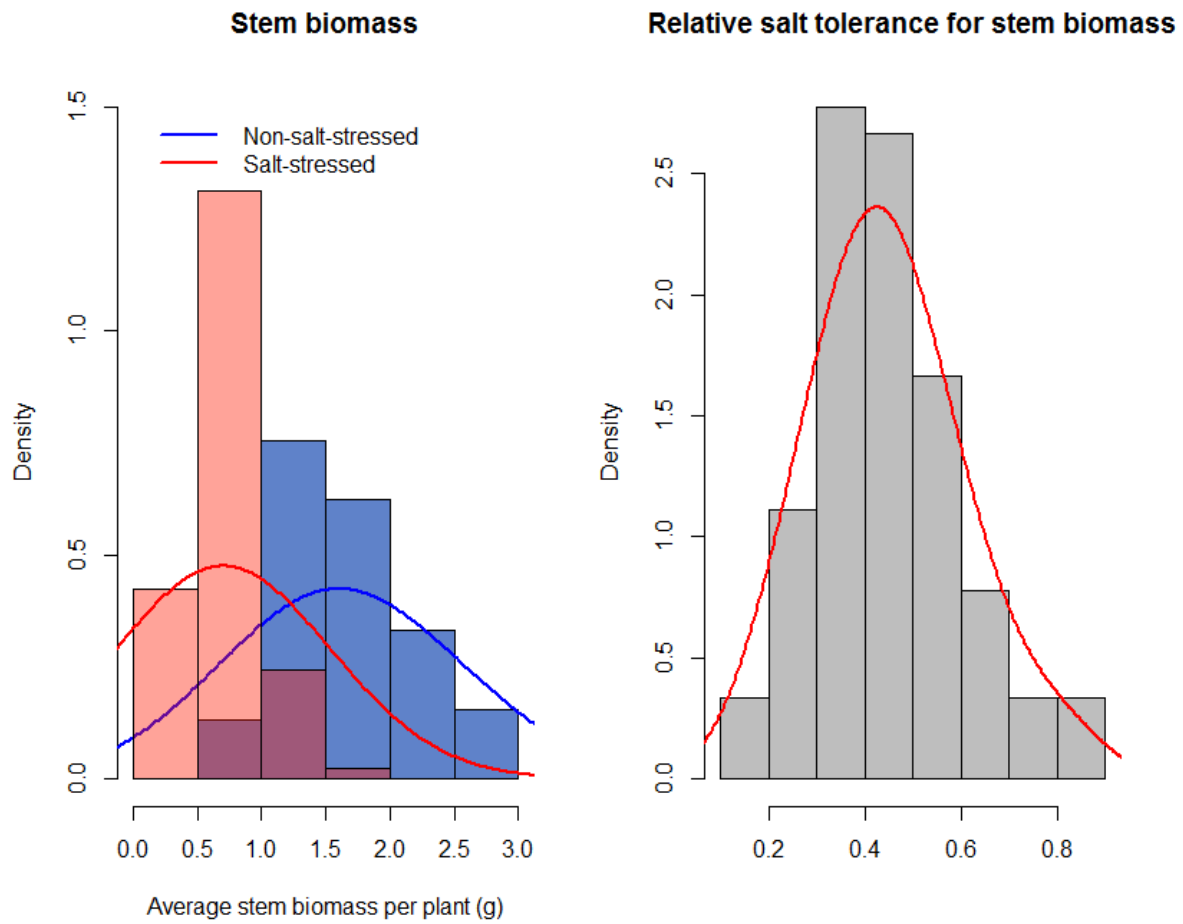 Stem biomass
Non-salt-stressed
Salt-stressed
Density
0.0
0.5
1.0
1.5
0.0 0.5 1.0 1.5 2.0 2.5 3.0
Average stem biomass per plant (g)
Relative salt tolerance for stem biomass
Density
0.0
0.5
1.0
1.5
2.0
2.5
0.2 0.4 0.6 0.8